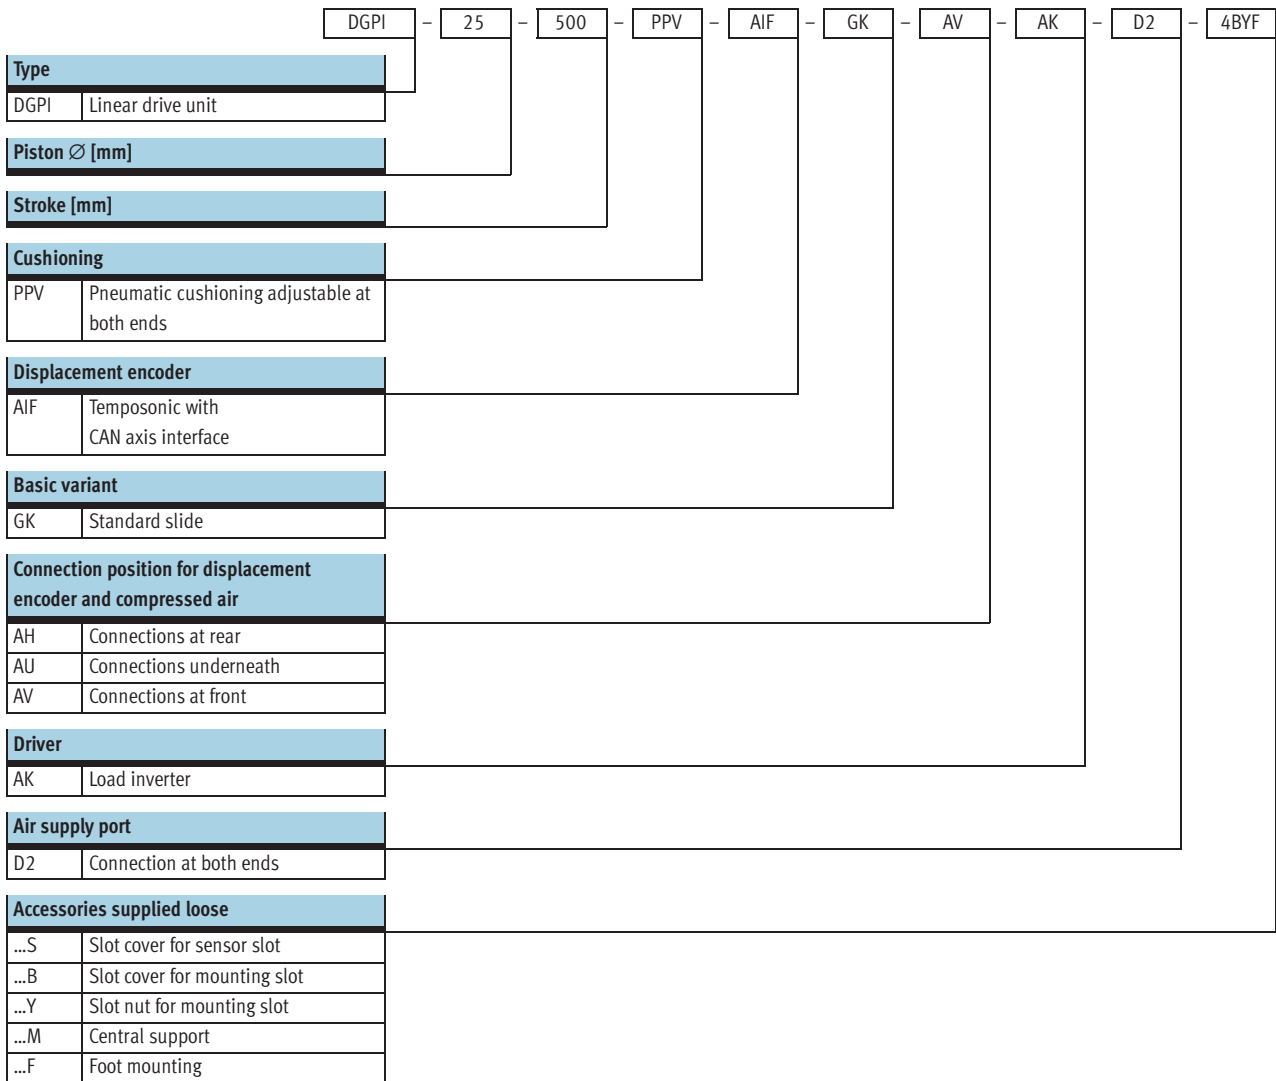 DGPI – 25 – 500 – PPV – AIF – GK – AV – AK – D2 – 4BYF
Type
DGPI Linear drive unit
Piston ∅ [mm]
Stroke [mm]
Cushioning
PPV Pneumatic cushioning adjustable at
both ends
Displacement encoder
AIF Temposonic with
CAN axis interface
Basic variant
GK Standard slide
Connection position for displacement
encoder and compressed air
AH Connections at rear
AU Connections underneath
AV Connections at front
Driver
AK Load inverter
Air supply port
D2 Connection at both ends
Accessories supplied loose
...S Slot cover for sensor slot
...B Slot cover for mounting slot
...Y Slot nut for mounting slot
...M Central support
...F Foot mounting